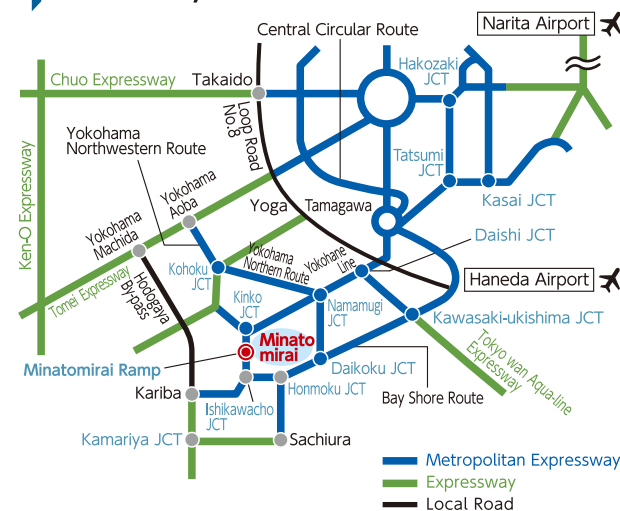 Narita Airport
Central Circular Route
Hakozaki
JCT
Chuo Expressway
Takaido
Loop Road
No.8
Yokohama
Northwestern Route
Tatsumi
JCT
Kasai JCT
Ken-O Expressway
Yokohama
Aoba
Yoga
Tamagawa
Yokohama
Machida
Daishi JCT
Yokohama
Northern Route
Yokohane
Line
Kohoku
JCT
Haneda Airport
Tomei Expressway
Hodogaya
By-pass
Kinko
JCT
Namamugi
JCT
Kawasaki-ukishima JCT
Minato
mirai
Tokyo wan Aqua-line
Expressway
Minatomirai Ramp
Daikoku JCT
Kariba
Honmoku JCT
Bay Shore Route
Ishikawacho
JCT
Kamariya JCT
Sachiura
Metropolitan Expressway
Expressway
Local Road